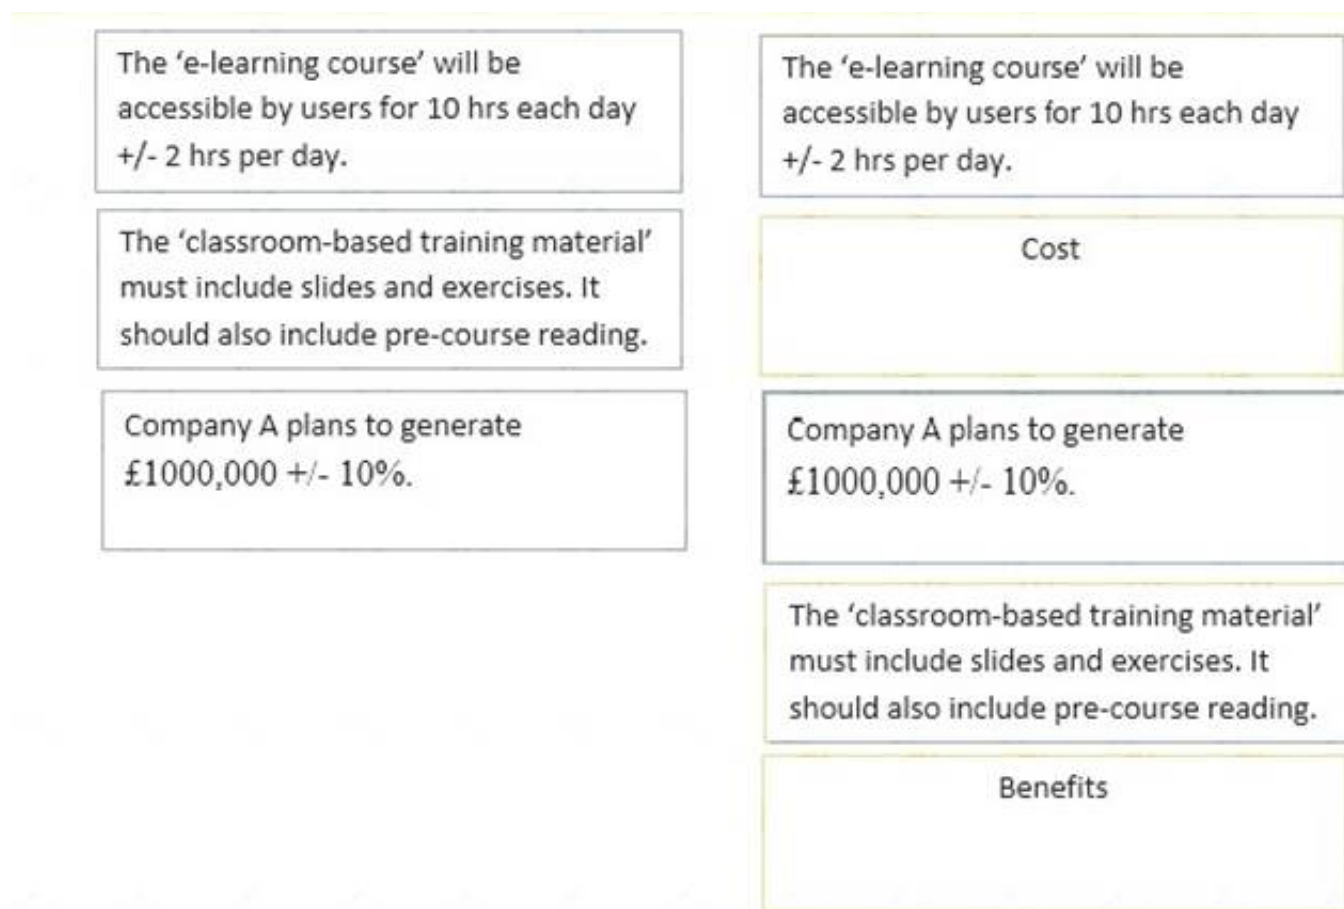 The ‘e-learning course’ will be
accessible by users for 10 hrs each day
+/- 2 hrs per day.
The ‘classroom-based training material’
must include slides and exercises. It
should also include pre-course reading.
Company A plans to generate
£1000,000 +/- 10%.
The ‘e-learning course’ will be
accessible by users for 10 hrs each day
+/- 2 hrs per day.
Cost
Company A plans to generate
£1000,000 +/- 10%.
The ‘classroom-based training material’
must include slides and exercises. It
should also include pre-course reading.
Benefits